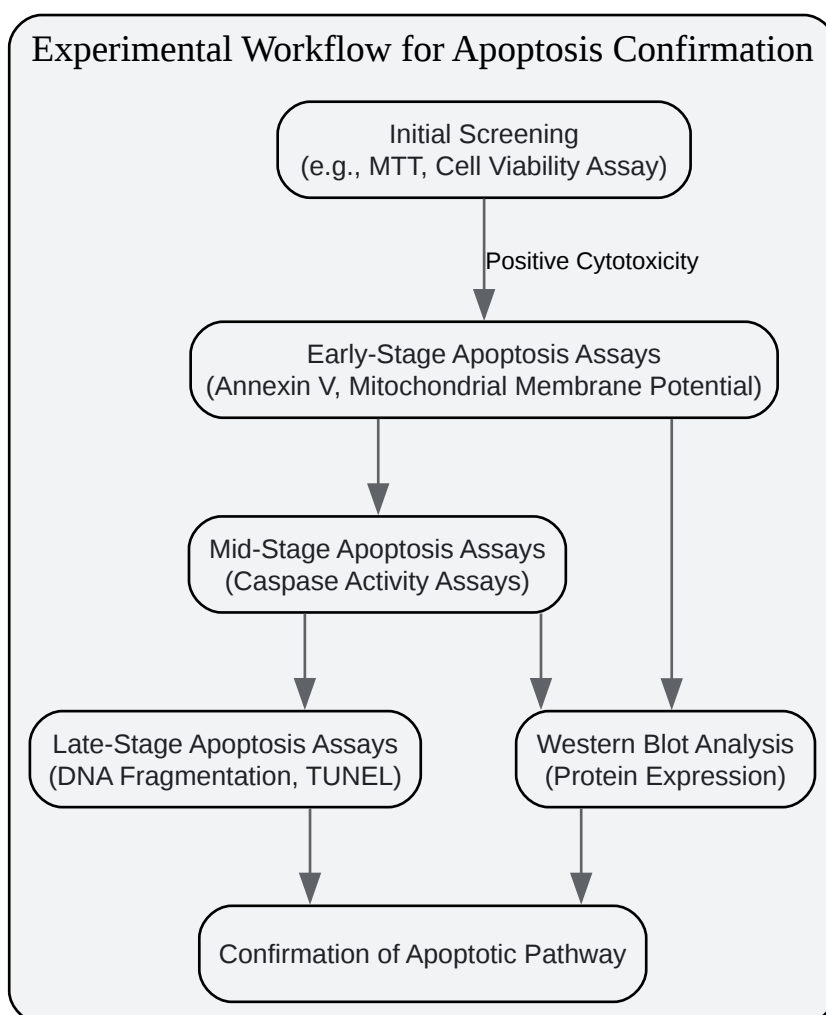 Experimental Workflow for Apoptosis Confirmation
Initial Screening
(e.g., MTT, Cell Viability Assay)
Positive Cytotoxicity
Early-Stage Apoptosis Assays
(Annexin V, Mitochondrial Membrane Potential)
Mid-Stage Apoptosis Assays
(Caspase Activity Assays)
Late-Stage Apoptosis Assays
(DNA Fragmentation, TUNEL)
Western Blot Analysis
(Protein Expression)
Confirmation of Apoptotic Pathway